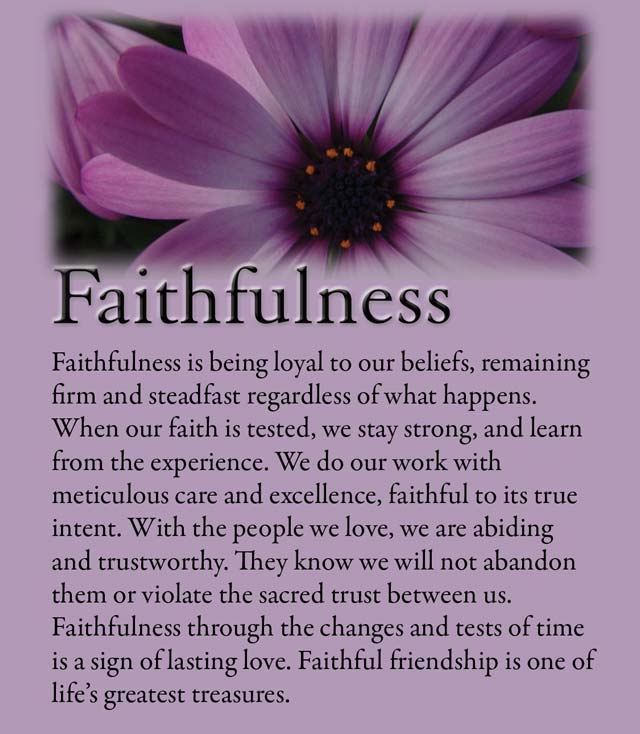 Faithfulness
Faithfulness is being loyal to our beliefs, remaining
firm and steadfast regardless of what happens.
When our faith is tested, we stay strong, and learn
from the experience. We do our work with
meticulous care and excellence, faithful to its true
intent. With the people we love, we are abiding
and trustworthy. They know we will not abandon
them or violate the sacred trust between us.
Faithfulness through the changes and tests of time
is a sign of lasting love. Faithful friendship is one of
life’s greatest treasures.